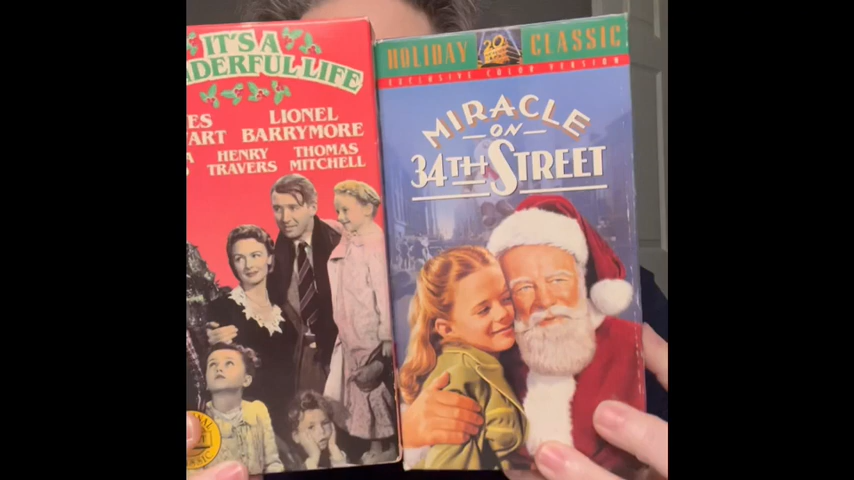 IT'S A
DERFUL LIFE
ES
LIONEL
ART
BARRYMORE
A
HENRY
THOMAS
TRAVERS
MITCHELL
HOLIDAY
20
CLASSIC
EXCLUSIVE COLOR VERSION
MIRACLE
ON
34TH STREET